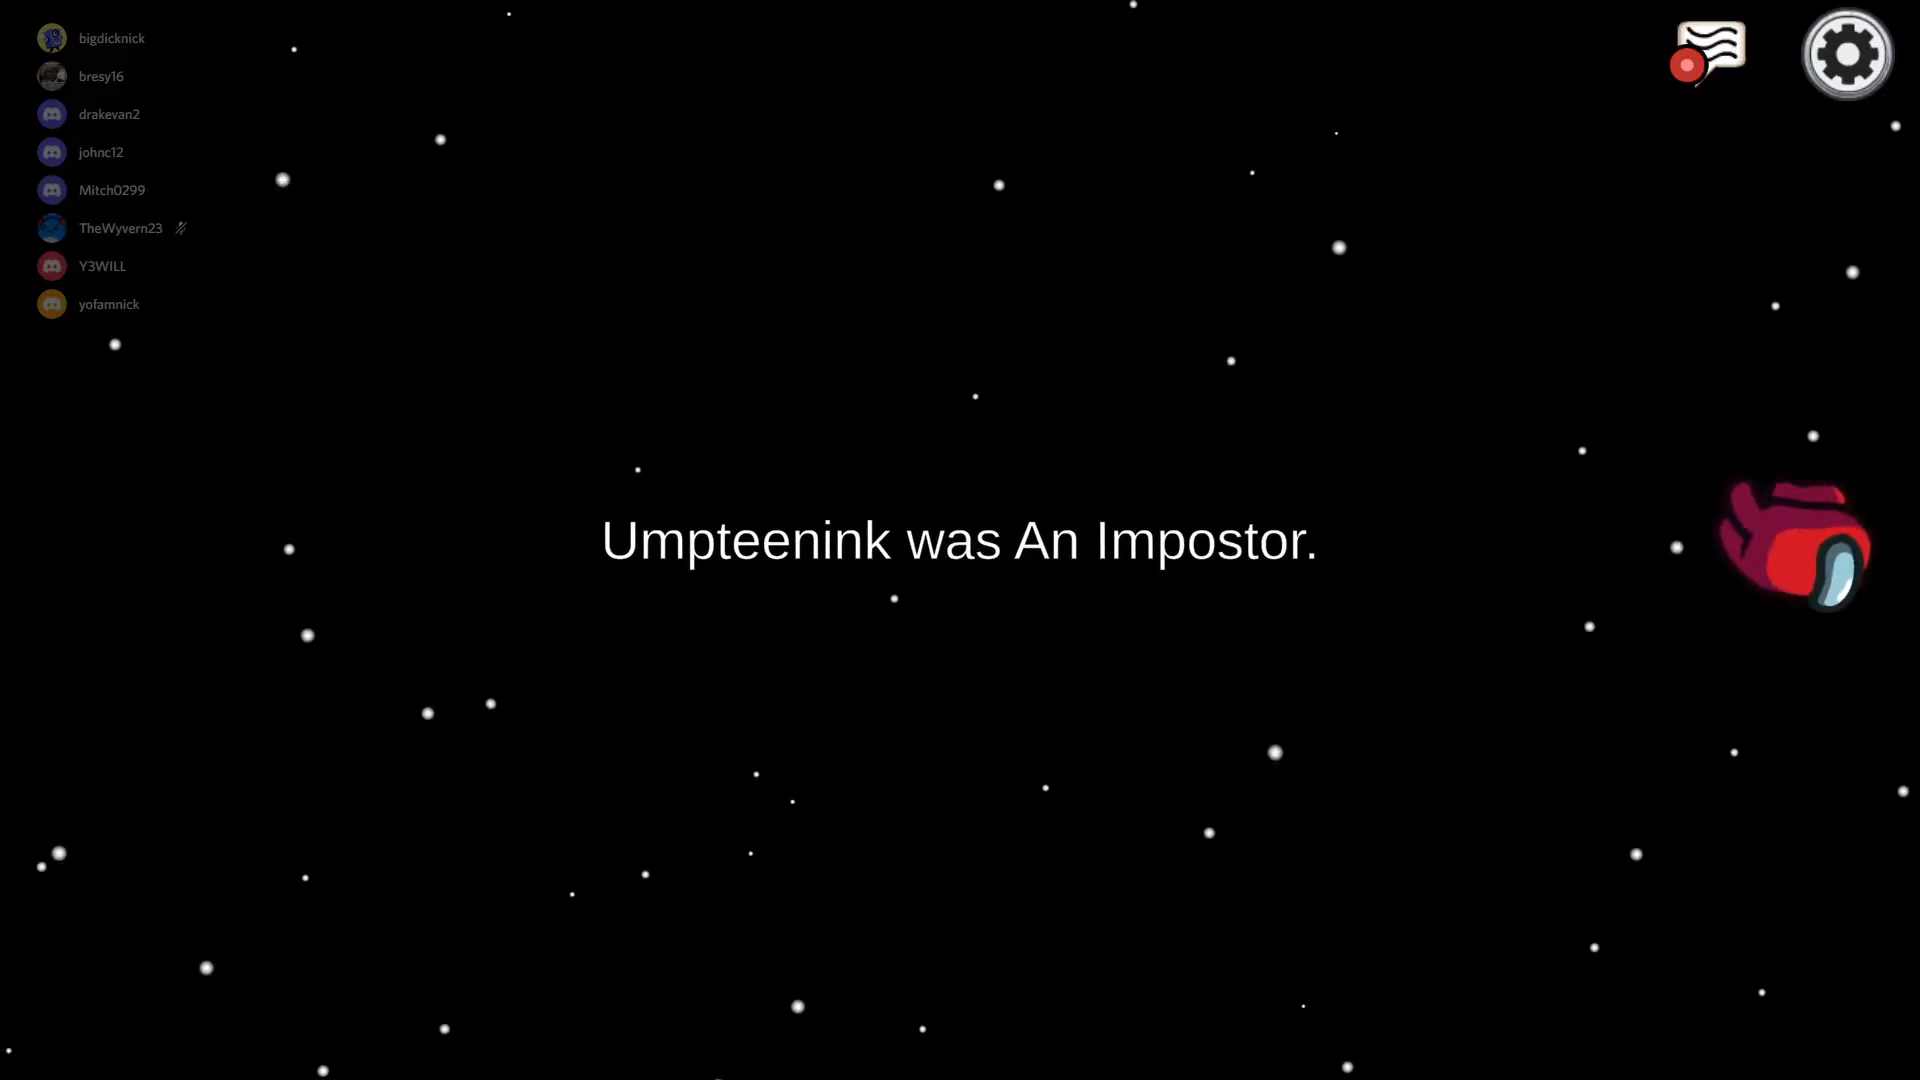 bigdicknick
bresy16
drakevan2
johnc12
Mitch0299
TheWyvern23
Y3WILL
yofamnick
Umpteenink was An Impostor.